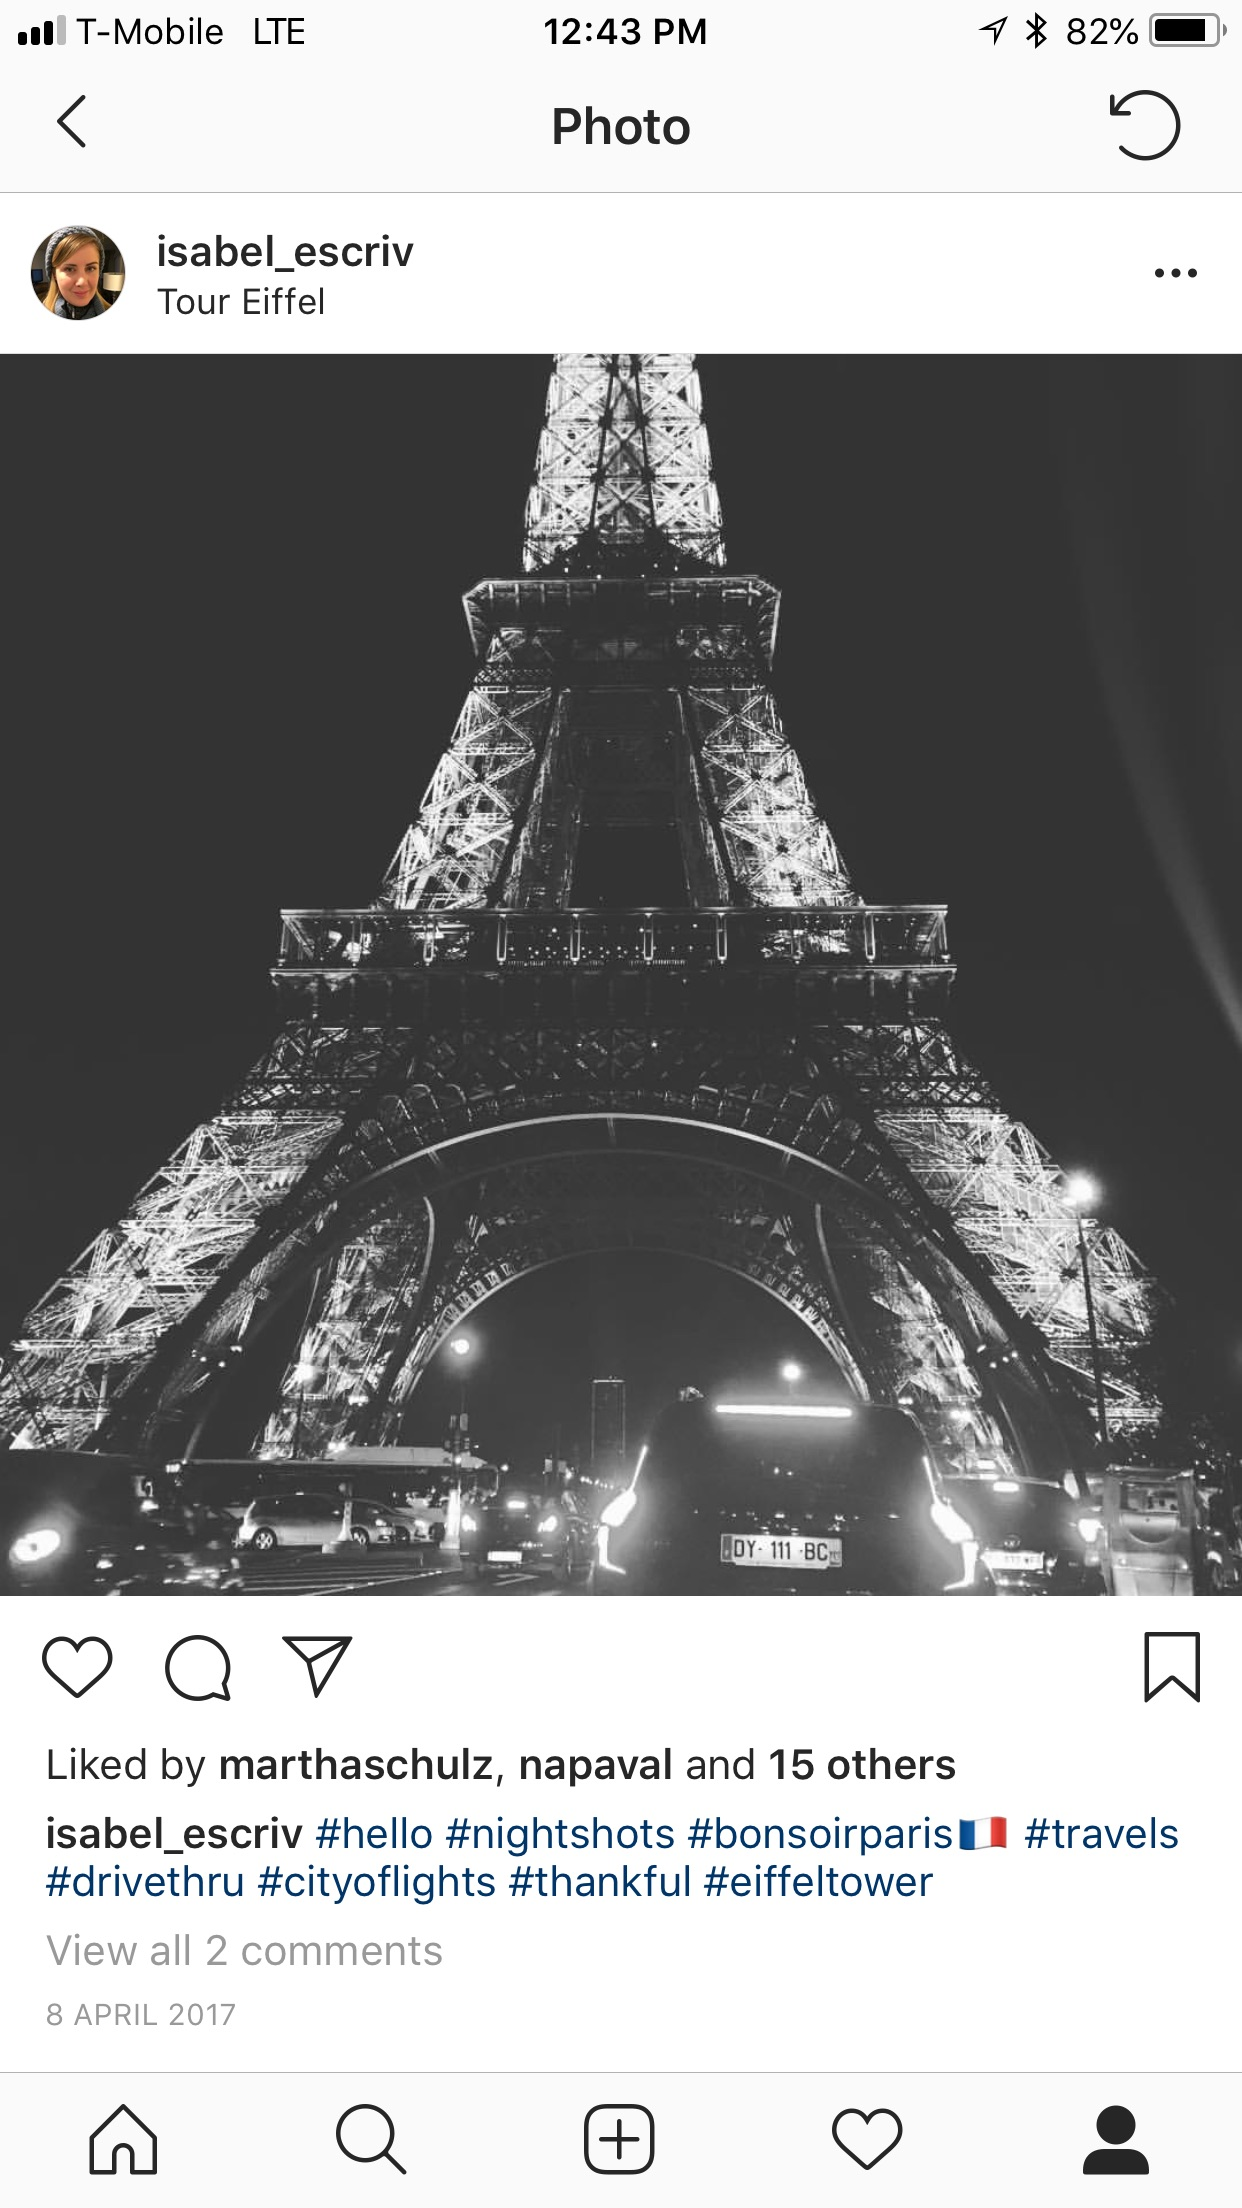 T-Mobile LTE 12:43 PM 82%
Photo
isabel_escriv
Tour Eiffel
DY- 111 -BC
Liked by marthaschulz, napaval and 15 others
isabel_escriv #hello #nightshots #bonsoirparis🇫🇷 #travels
#drivethru #cityoflights #thankful #eiffeltower
View all 2 comments
8 APRIL 2017